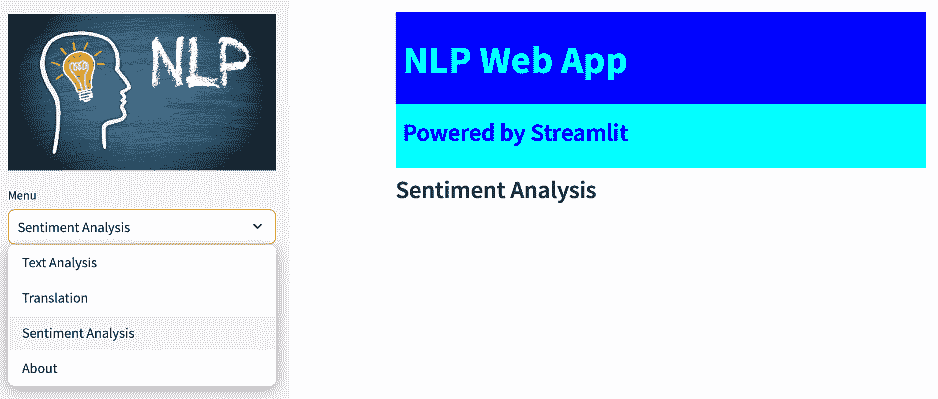 NLP
Menu
Sentiment Analysis
Text Analysis
Translation
Sentiment Analysis
About
NLP Web App
Powered by Streamlit
Sentiment Analysis